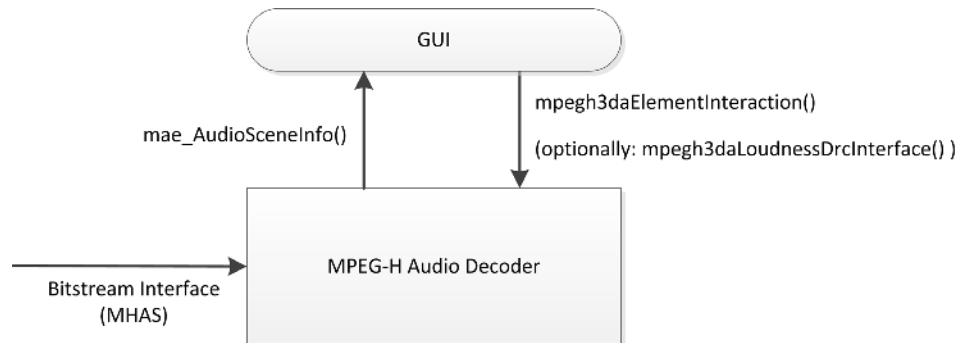 GUI
mae_AudioSceneInfo()
mpegh3daElementInteraction()
(optionally: mpegh3daLoudnessDrcInterface() )
MPEG-H Audio Decoder
Bitstream Interface
(MHAS)